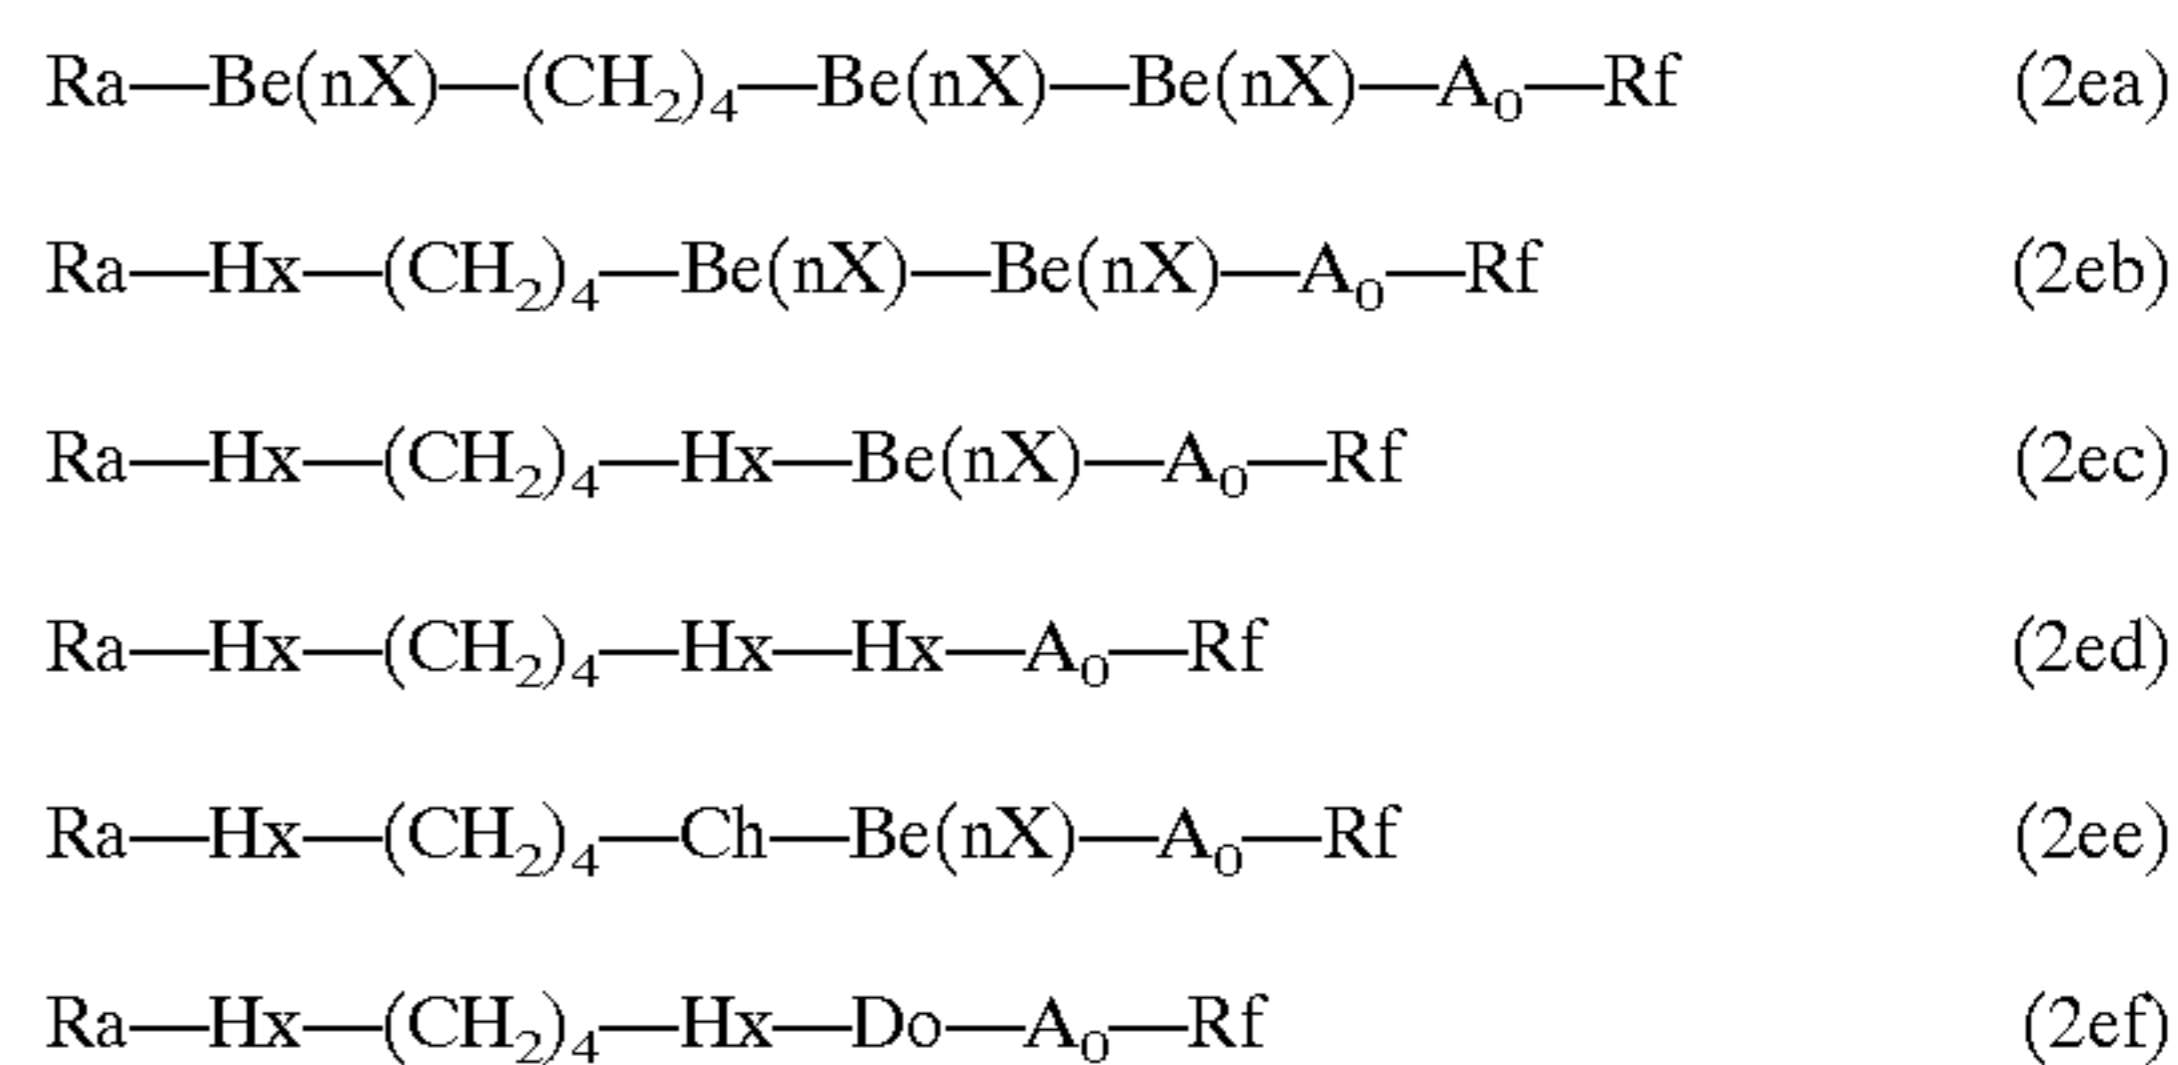 Ra—Be(nX)—(CH₂)₄—Be(nX)—Be(nX)—A₀—Rf (2ea)
Ra—Hx—(CH₂)₄—Be(nX)—Be(nX)—A₀—Rf (2eb)
Ra—Hx—(CH₂)₄—Hx—Be(nX)—A₀—Rf (2ec)
Ra—Hx—(CH₂)₄—Hx—Hx—A₀—Rf (2ed)
Ra—Hx—(CH₂)₄—Ch—Be(nX)—A₀—Rf (2ee)
Ra—Hx—(CH₂)₄—Hx—Do—A₀—Rf (2ef)